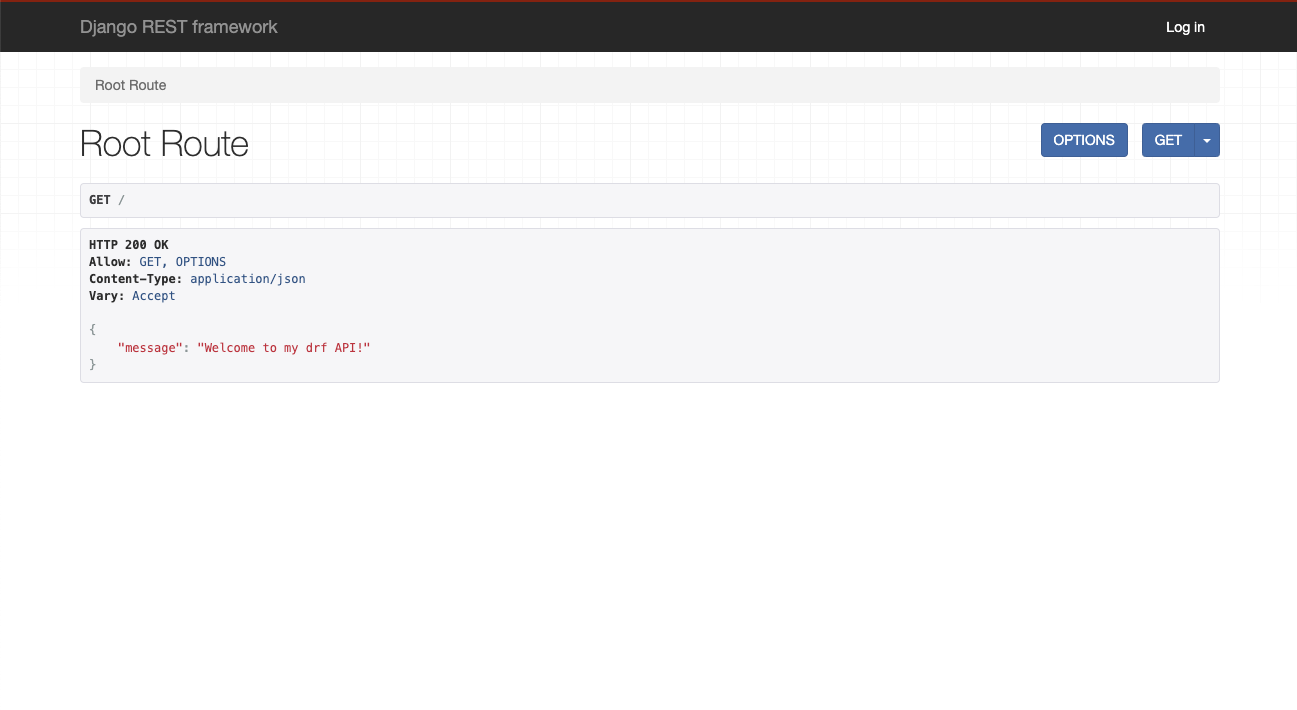 Django REST framework
Log in
Root Route
Root Route
OPTIONS
GET
GET /
HTTP 200 OK
Allow: GET, OPTIONS
Content-Type: application/json
Vary: Accept
{
    "message": "Welcome to my drf API!"
}